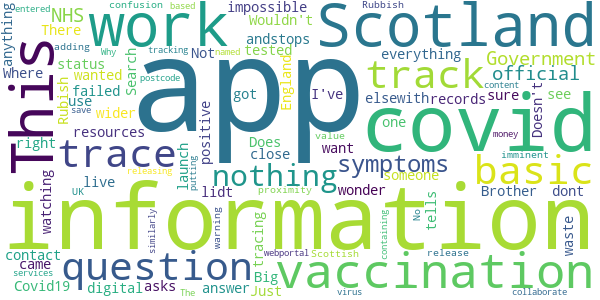 entered
confusion
based
NHS
impossible
Rubbish
Scotland
work
There
Wouldn't
anything
Why
tracking
named
andstops
adding
tested
everything
Government
app
This
Where
status
Not
England
track
official
Search
wanted
Rubish
postcode
content
failed
got
I've
elsewith
records
sure
Doesn't
see
use
wider
save
positive
covid
resources
value
one
money
trace
right
Does
want
close
symptoms
basic
imminent
launch
nothing
someone
watching
live
releasing
putting
lidt
proximity
wonder
tells
Brother
dont
UK
information
No
waste
contact
similarly
warning
tracing
came
Scottish
webportal
release
question
Big
vaccination
services
asks
Covid19
digital
The
answer
Just
containing
virus
collaborate